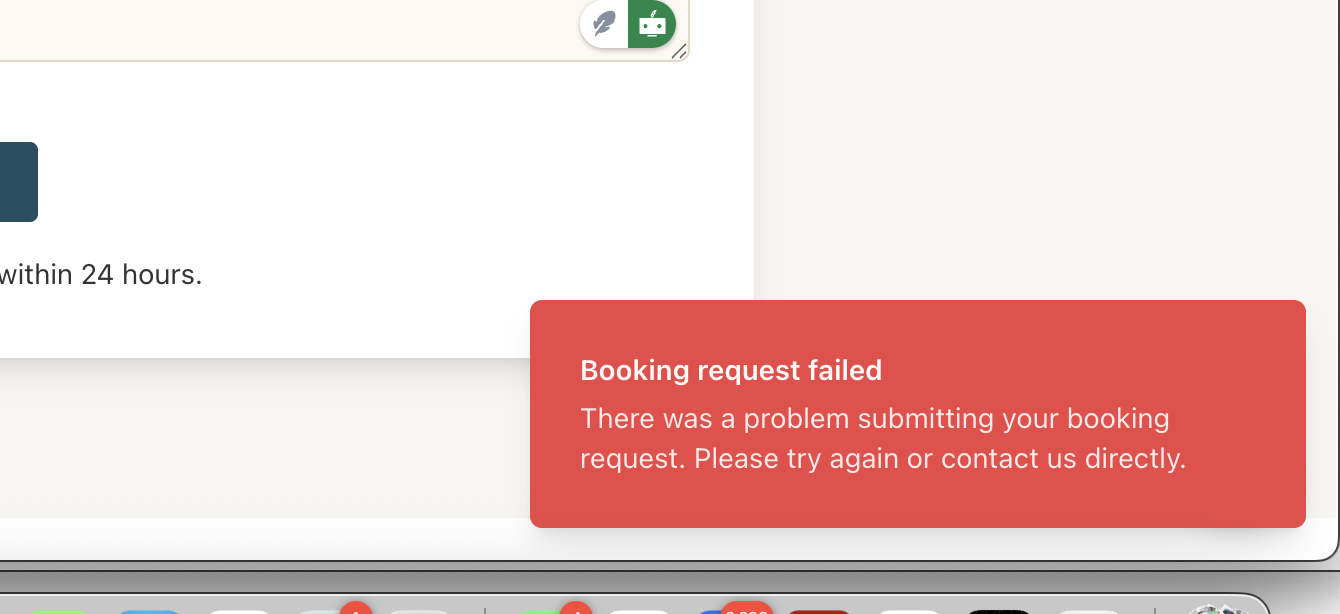 within 24 hours.
Booking request failed
There was a problem submitting your booking
request. Please try again or contact us directly.